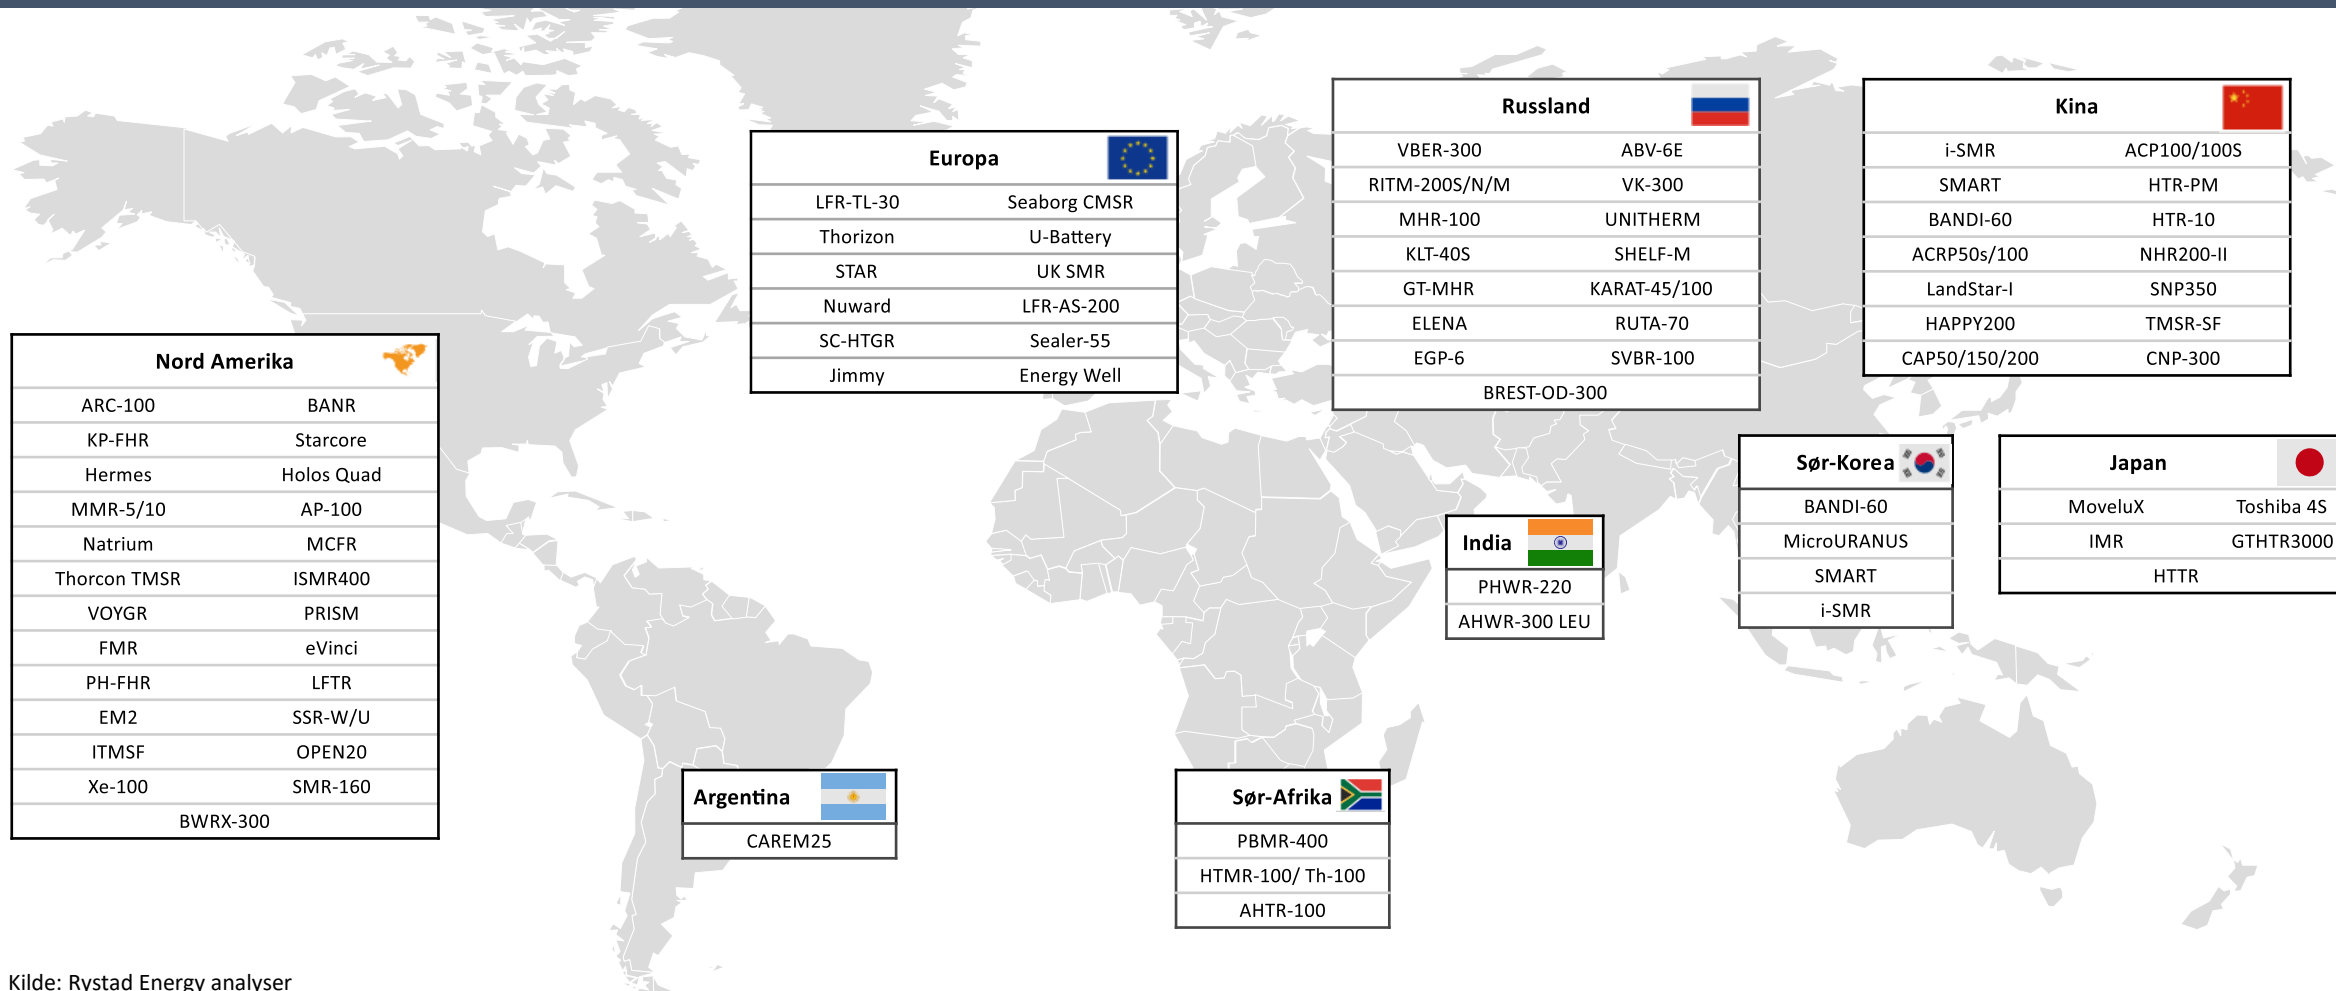 Nord Amerika
ARC-100 BANR
KP-FHR Starcore
Hermes Holos Quad
MMR-5/10 AP-100
Natrium MCFR
Thorcon TMSR ISMR400
VOYGR PRISM
FMR eVinci
PH-FHR LFTR
EM2 SSR-W/U
ITMSF OPEN20
Xe-100 SMR-160
BWRX-300
Europa
LFR-TL-30 Seaborg CMSR
Thorizon U-Battery
STAR UK SMR
Nuward LFR-AS-200
SC-HTGR Sealer-55
Jimmy Energy Well
Russland
VBER-300 ABV-6E
RITM-200S/N/M VK-300
MHR-100 UNITHERM
KLT-40S SHELF-M
GT-MHR KARAT-45/100
ELENA RUTA-70
EGP-6 SVBR-100
BREST-OD-300
Kina
i-SMR ACP100/100S
SMART HTR-PM
BANDI-60 HTR-10
ACRP50s/100 NHR200-II
LandStar-I SNP350
HAPPY200 TMSR-SF
CAP50/150/200 CNP-300
Argentina
CAREM25
Sør-Afrika
PBMR-400
HTMR-100/ Th-100
AHTR-100
India
PHWR-220
AHWR-300 LEU
Sør-Korea
BANDI-60
MicroURANUS
SMART
i-SMR
Japan
MoveluX Toshiba 4S
IMR GTHTR3000
HTTR
Kilde: Rystad Energy analyser